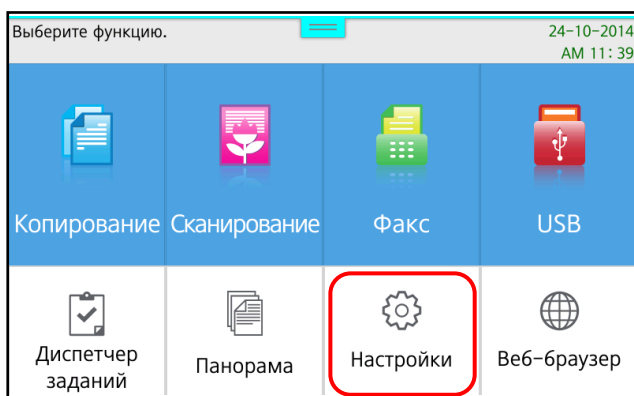 Выберите функцию.
24-10-2014
AM 11: 39
Копирование
Сканирование
Факс
USB
Диспетчер
заданий
Панорама
Настройки
Веб-браузер